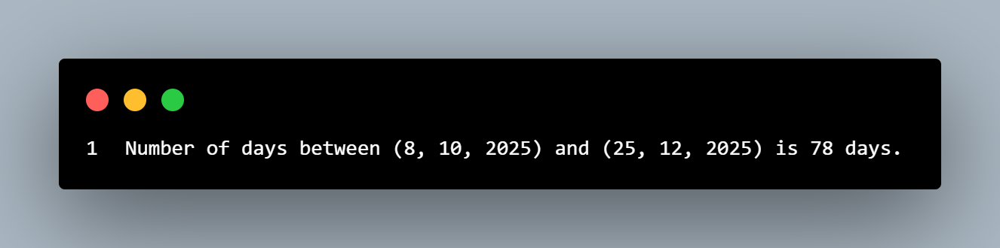 1 Number of days between (8, 10, 2025) and (25, 12, 2025) is 78 days.